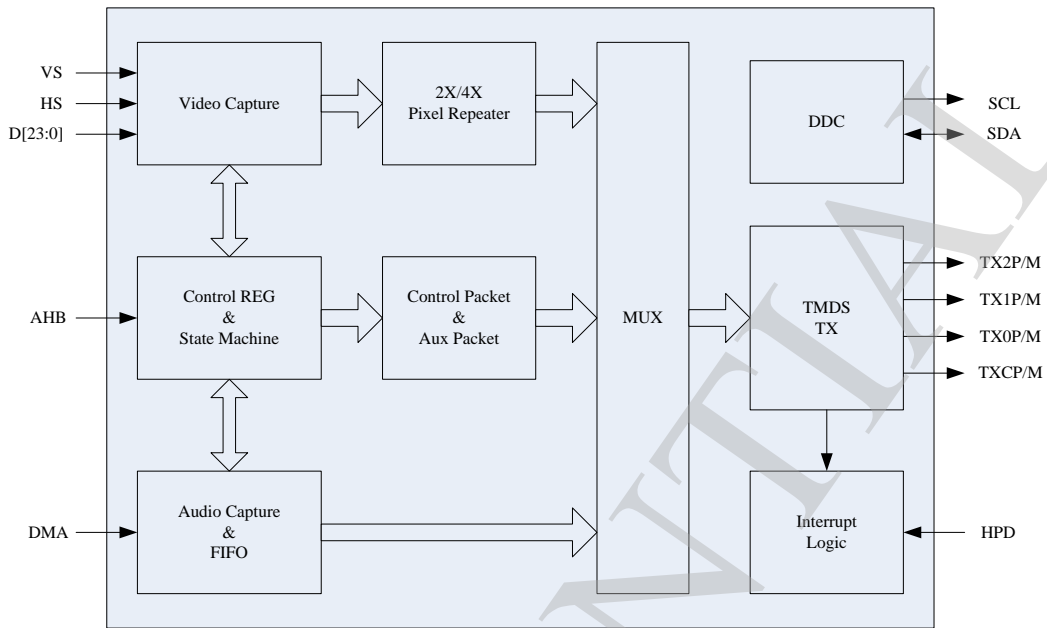 VS
HS
D[23:0]
Video Capture
2X/4X
Pixel Repeater
DDC
SCL
SDA
AHB
Control REG
&
State Machine
Control Packet
&
Aux Packet
MUX
TMDS
TX
TX2P/M
TX1P/M
TX0P/M
TXCP/M
DMA
Audio Capture
&
FIFO
Interrupt
Logic
HPD
NTIAL